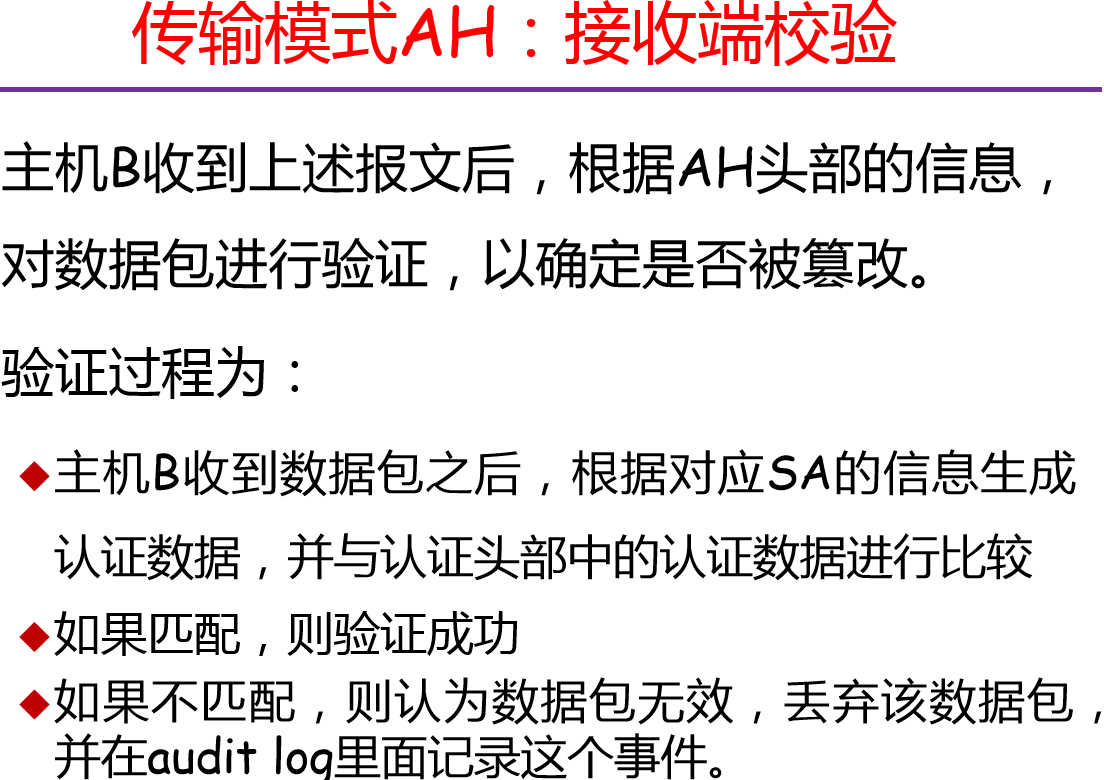 传输模式AH：接收端校验
主机B收到上述报文后，根据AH头部的信息，
对数据包进行验证，以确定是否被篡改。
验证过程为：
◆主机B收到数据包之后，根据对应SA的信息生成
认证数据，并与认证头部中的认证数据进行比较
◆如果匹配，则验证成功
◆如果不匹配，则认为数据包无效，丢弃该数据包，
并在audit log里面记录这个事件。